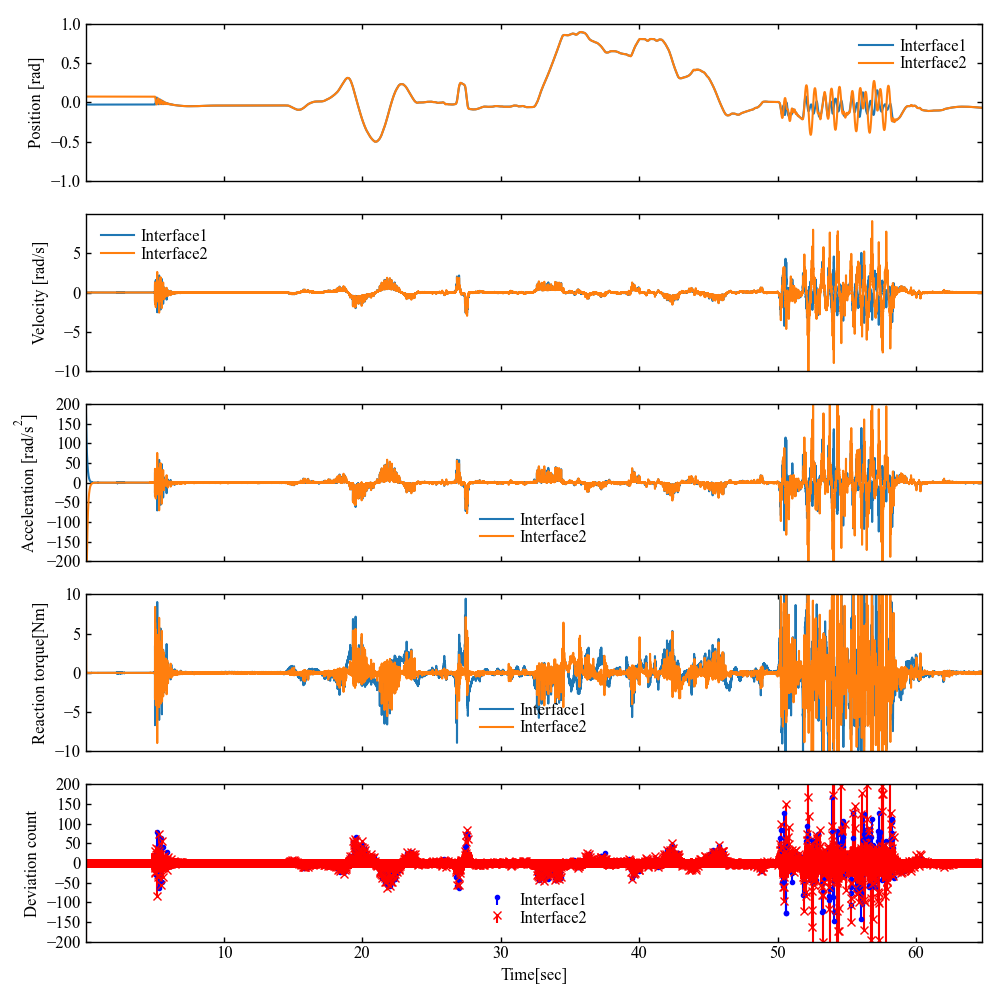 1.0
0.5
0.0
−0.5
−1.0
Position [rad]
Interface1
Interface2
5
0
−5
−10
Velocity [rad/s]
Interface1
Interface2
200
150
100
50
0
−50
−100
−150
−200
Acceleration [rad/s²]
Interface1
Interface2
10
5
0
−5
−10
Reaction torque[Nm]
Interface1
Interface2
200
150
100
50
0
−50
−100
−150
−200
Deviation count
Interface1
Interface2
10 20 30 40 50 60
Time[sec]